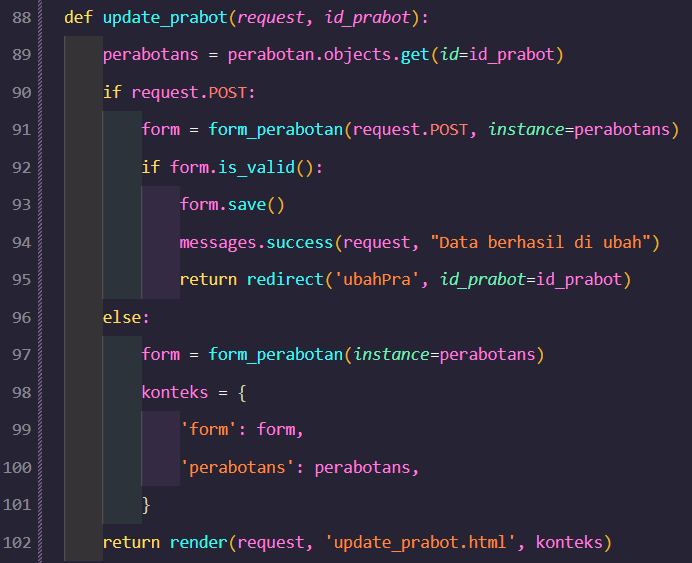 88 def update_prabot(request, id_prabot):
89     perabotans = perabotan.objects.get(id=id_prabot)
90     if request.POST:
91         form = form_perabotan(request.POST, instance=perabotans)
92         if form.is_valid():
93             form.save()
94             messages.success(request, "Data berhasil di ubah")
95             return redirect('ubahPra', id_prabot=id_prabot)
96     else:
97         form = form_perabotan(instance=perabotans)
98         konteks = {
99             'form': form,
100             'perabotans': perabotans,
101         }
102     return render(request, 'update_prabot.html', konteks)